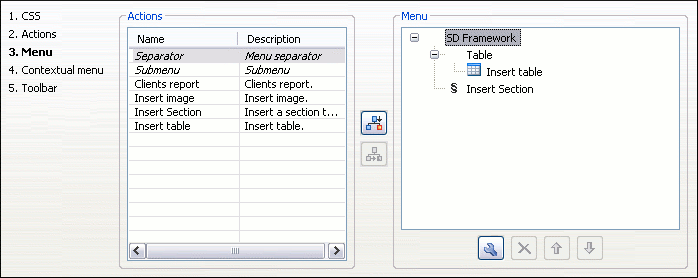 1. CSS
2. Actions
3. Menu
4. Contextual menu
5. Toolbar
Actions
Name Description
Separator Menu separator
Submenu Submenu
Clients report Clients report.
Insert image Insert image.
Insert Section Insert a section t...
Insert table Insert table.
Menu
SD Framework
Table
Insert table
§ Insert Section